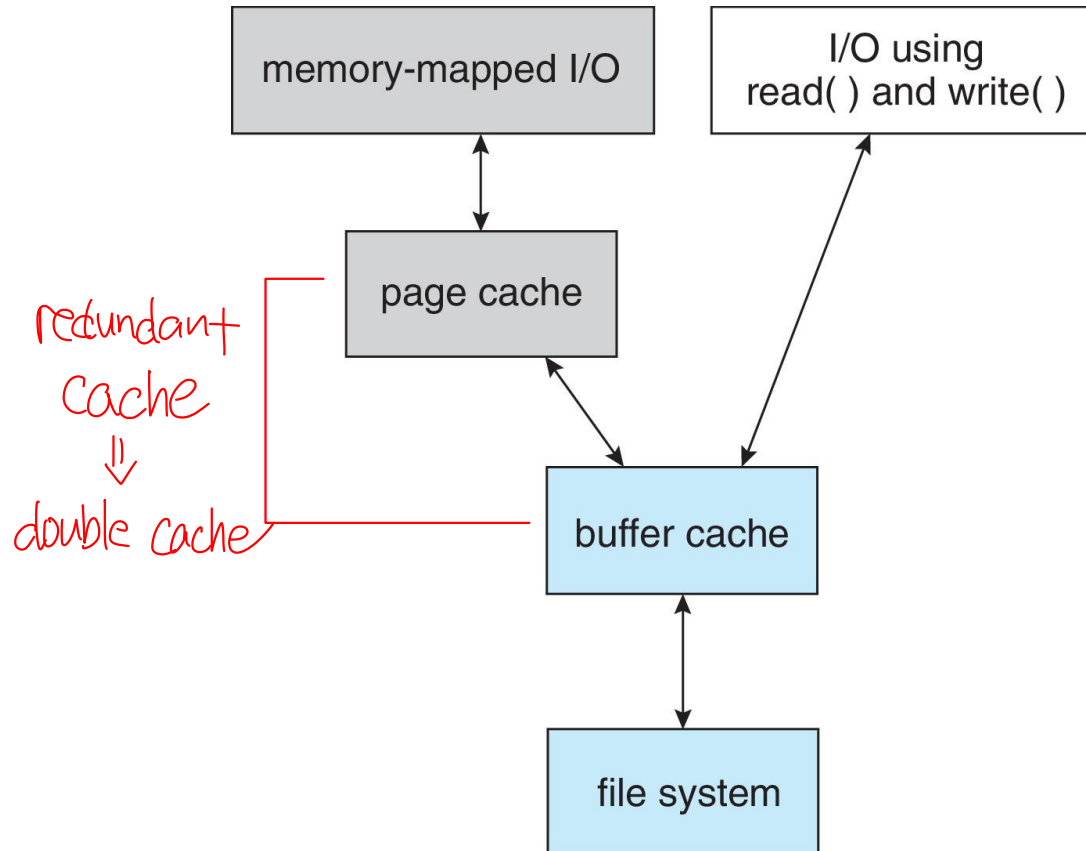 memory-mapped I/O
I/O using
read( ) and write( )
page cache
redundant
cache
⇓
double cache
buffer cache
file system